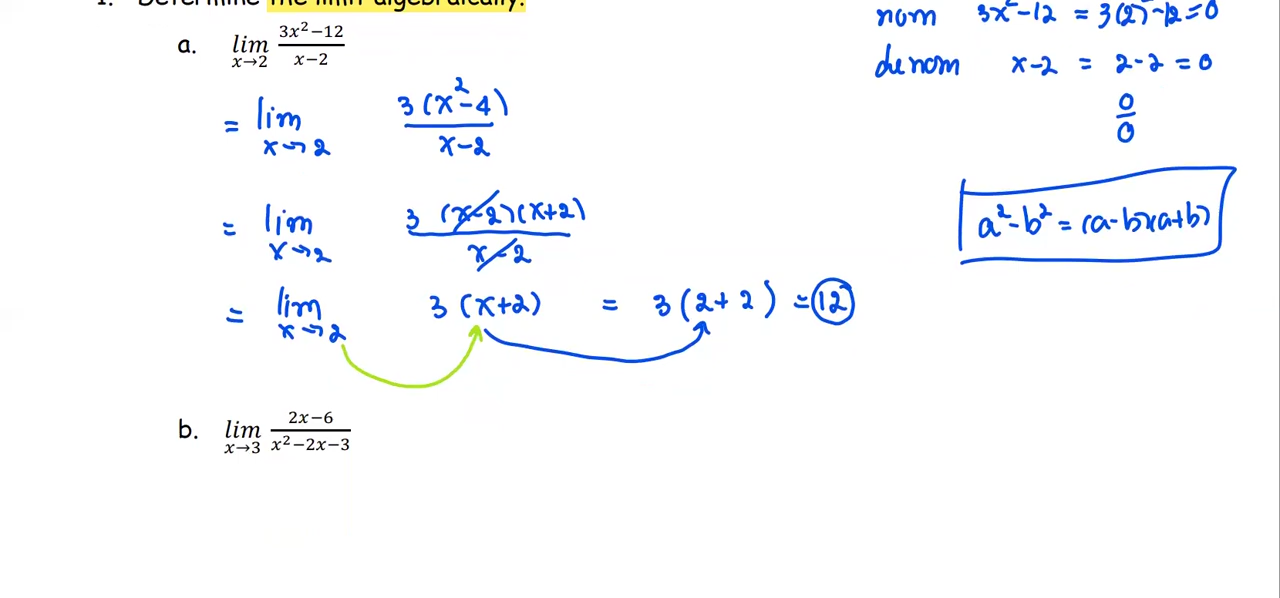 1. Determine the limit algebraically.
nom 3x²-12 = 3(2)²-12=0
a. lim x→2 (3x²−12)/(x−2)
denom x-2 = 2-2 = 0
0/0
= lim x→2 3(x²-4)/(x-2)
= lim x→2 3(x-2)(x+2)/(x-2)
a²-b² = (a-b)(a+b)
= lim x→2 3(x+2) = 3(2+2) = 12
b. lim x→3 (2x−6)/(x²−2x−3)